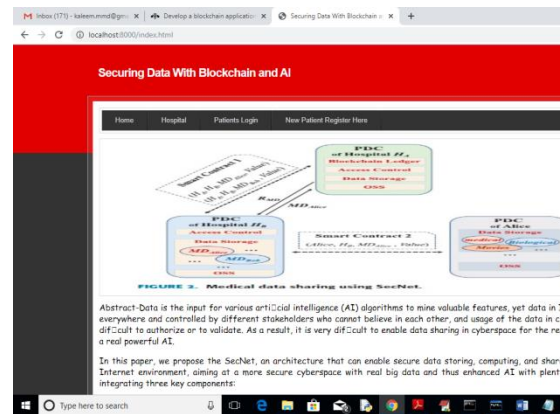 Inbox (171) - kaleem.mmd@gm
Develop a blockchain applicatio
Securing Data With Blockchain
localhost:8000/index.html
Securing Data With Blockchain and AI
Home Hospital Patients Login New Patient Register Here
PDC
of Hospital HA
Blockchain Ledger
Access Control
Data Storage
OSS
Smart Contract 1
PDC
of Hospital HB
Access Control
Data Storage
MDAlice
MDBob
...
OSS
Smart Contract 2
(Alice, HB, MDAlice, Value)
PDC
of Alice
Data Storage
medical Biological
Movies ...
...
OSS
FIGURE 2. Medical data sharing using SecNet.
Abstract-Data is the input for various arti□cial intelligence (AI) algorithms to mine valuable features, yet data in
everywhere and controlled by different stakeholders who cannot believe in each other, and usage of the data in c
dif□cult to authorize or to validate. As a result, it is very dif□cult to enable data sharing in cyberspace for the re
a real powerful AI.
In this paper, we propose the SecNet, an architecture that can enable secure data storing, computing, and shar
Internet environment, aiming at a more secure cyberspace with real big data and thus enhanced AI with plent
integrating three key components:
Type here to search